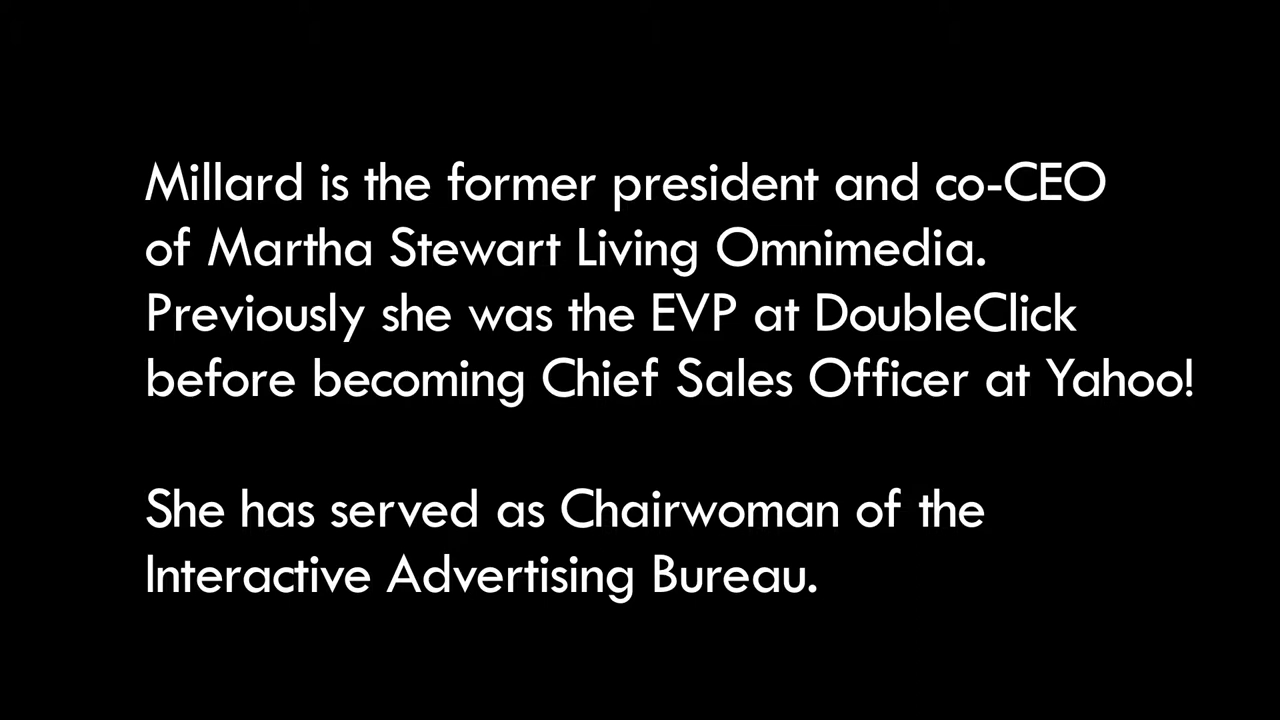 Millard is the former president and co-CEO
of Martha Stewart Living Omnimedia.
Previously she was the EVP at DoubleClick
before becoming Chief Sales Officer at Yahoo!
She has served as Chairwoman of the
Interactive Advertising Bureau.